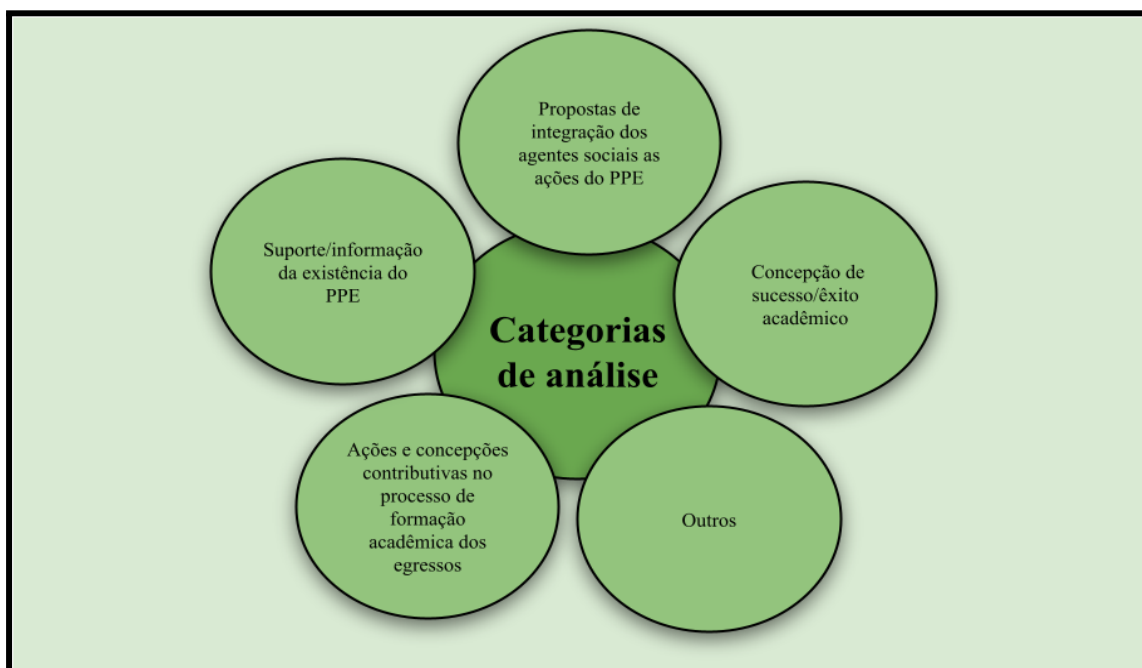 Propostas de
integração dos
agentes sociais as
ações do PPE
Suporte/informação
da existência do
PPE
Concepção de
sucesso/êxito
acadêmico
Categorias
de análise
Ações e concepções
contributivas no
processo de
formação
acadêmica dos
egressos
Outros